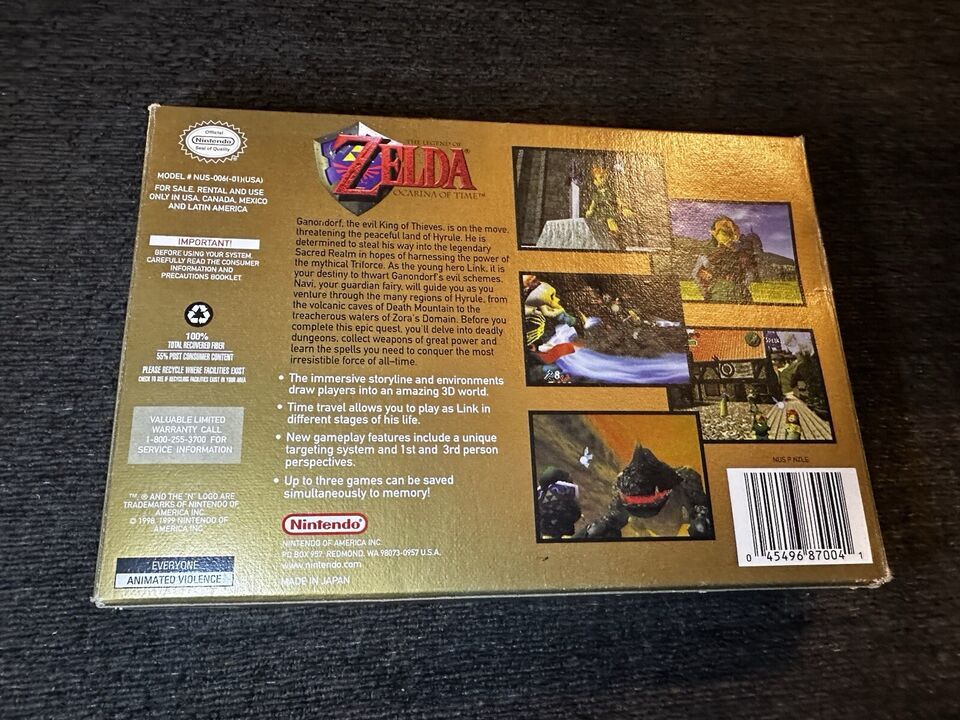 Official
Nintendo
Seal of Quality
MODEL # NUS-006(-01)(USA)
FOR SALE, RENTAL AND USE
ONLY IN USA, CANADA, MEXICO
AND LATIN AMERICA
IMPORTANT!
BEFORE USING YOUR SYSTEM,
CAREFULLY READ THE CONSUMER
INFORMATION AND
PRECAUTIONS BOOKLET
100%
TOTAL RECOVERED FIBER
55% POST CONSUMER CONTENT
PLEASE RECYCLE WHERE FACILITIES EXIST
CHECK TO SEE IF RECYCLING FACILITIES EXIST IN YOUR AREA
VALUABLE LIMITED
WARRANTY CALL
1-800-255-3700 FOR
SERVICE INFORMATION
TM, ® AND THE "N" LOGO ARE
TRADEMARKS OF NINTENDO OF
AMERICA INC.
© 1998, 1999 NINTENDO OF
AMERICA INC.
EVERYONE
ANIMATED VIOLENCE
THE LEGEND OF
ZELDA®
OCARINA OF TIME™
Ganondorf, the evil King of Thieves, is on the move,
threatening the peaceful land of Hyrule. He is
determined to steal his way into the legendary
Sacred Realm in hopes of harnessing the power of
the mythical Triforce. As the young hero Link, it is
your destiny to thwart Ganondorf's evil schemes.
Navi, your guardian fairy, will guide you as you
venture through the many regions of Hyrule, from
the volcanic caves of Death Mountain to the
treacherous waters of Zora's Domain. Before you
complete this epic quest, you'll delve into deadly
dungeons, collect weapons of great power and
learn the spells you need to conquer the most
irresistible force of all—time.
• The immersive storyline and environments
draw players into an amazing 3D world.
• Time travel allows you to play as Link in
different stages of his life.
• New gameplay features include a unique
targeting system and 1st and 3rd person
perspectives.
• Up to three games can be saved
simultaneously to memory!
Nintendo®
NINTENDO OF AMERICA INC.
PO BOX 957, REDMOND, WA 98073-0957 U.S.A.
www.nintendo.com
MADE IN JAPAN
NUS P NZLE
0 45496 87004 1